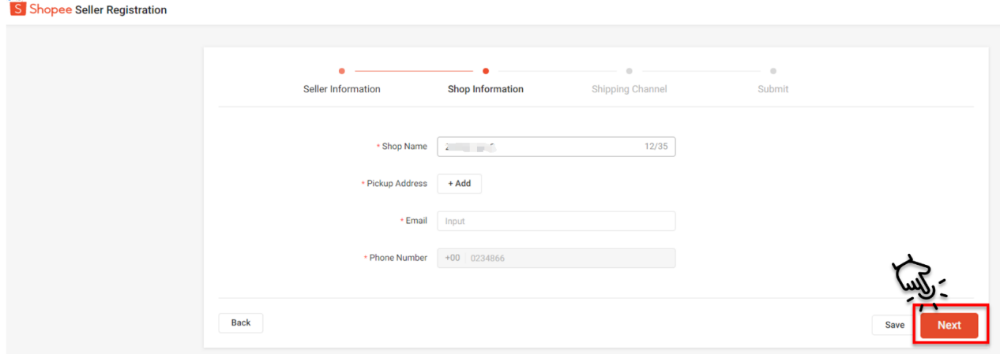 Shopee Seller Registration
Seller Information
Shop Information
Shipping Channel
Submit
* Shop Name
12/35
* Pickup Address + Add
* Email Input
* Phone Number +00 0234866
Back
Save
Next